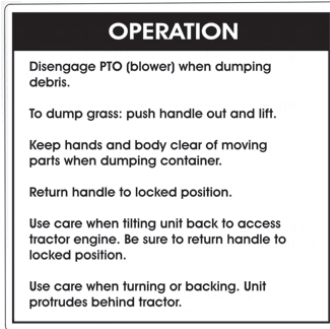 OPERATION
Disengage PTO (blower) when dumping
debris.
To dump grass: push handle out and lift.
Keep hands and body clear of moving
parts when dumping container.
Return handle to locked position.
Use care when tilting unit back to access
tractor engine. Be sure to return handle to
locked position.
Use care when turning or backing. Unit
protrudes behind tractor.